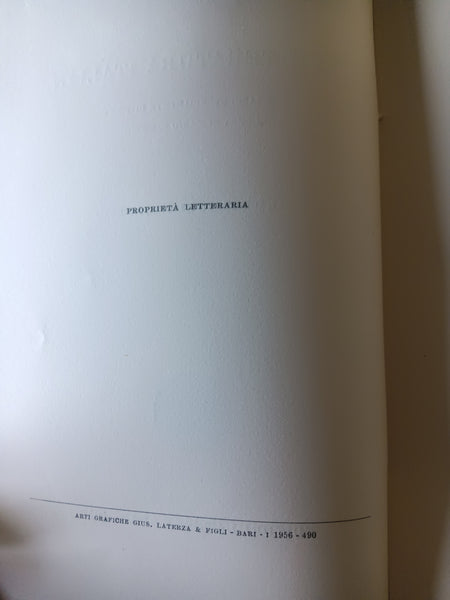 PROPRIETÀ LETTERARIA
ARTI GRAFICHE GIUS. LATERZA & FIGLI - BARI - I 1956 - 490